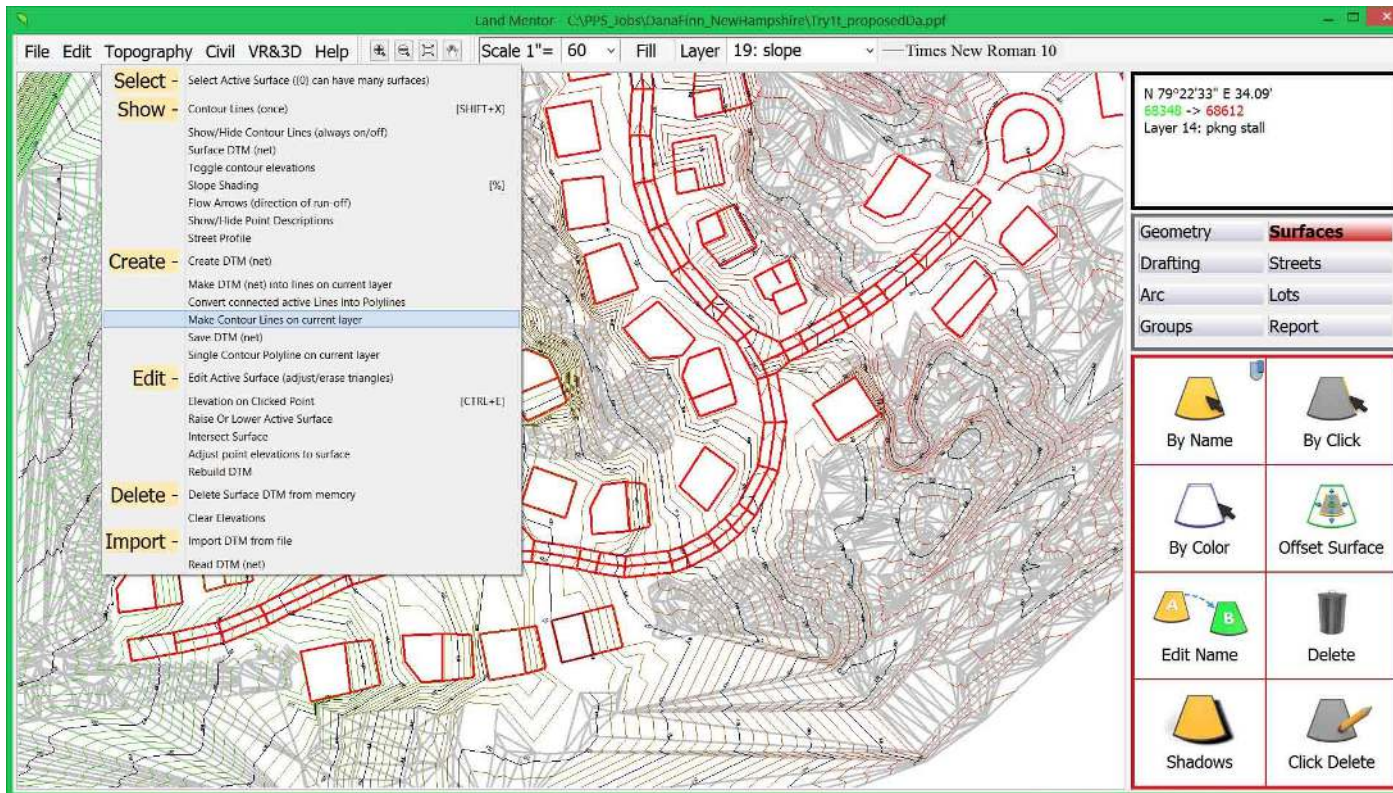 Land Mentor - C:\PPS_Jobs\DanaFinn_NewHampshire\Try1t_proposedDa.ppf
File Edit Topography Civil VR&3D Help Scale 1"= 60 Fill Layer 19: slope Times New Roman 10
Select - Select Active Surface ((0) can have many surfaces)
Show - Contour Lines (once) [SHIFT+X]
Show/Hide Contour Lines (always on/off)
Surface DTM (net)
Toggle contour elevations
Slope Shading [%]
Flow Arrows (direction of run-off)
Show/Hide Point Descriptions
Street Profile
Create - Create DTM (net)
Make DTM (net) into lines on current layer
Convert connected active Lines Into Polylines
Make Contour Lines on current layer
Save DTM (net)
Single Contour Polyline on current layer
Edit - Edit Active Surface (adjust/erase triangles)
Elevation on Clicked Point [CTRL+E]
Raise Or Lower Active Surface
Intersect Surface
Adjust point elevations to surface
Rebuild DTM
Delete - Delete Surface DTM from memory
Clear Elevations
Import - Import DTM from file
Read DTM (net)
N 79°22'33" E 34.09'
68348 -> 68612
Layer 14: pkng stall
Geometry Surfaces
Drafting Streets
Arc Lots
Groups Report
By Name By Click
By Color Offset Surface
A B
Edit Name Delete
Shadows Click Delete